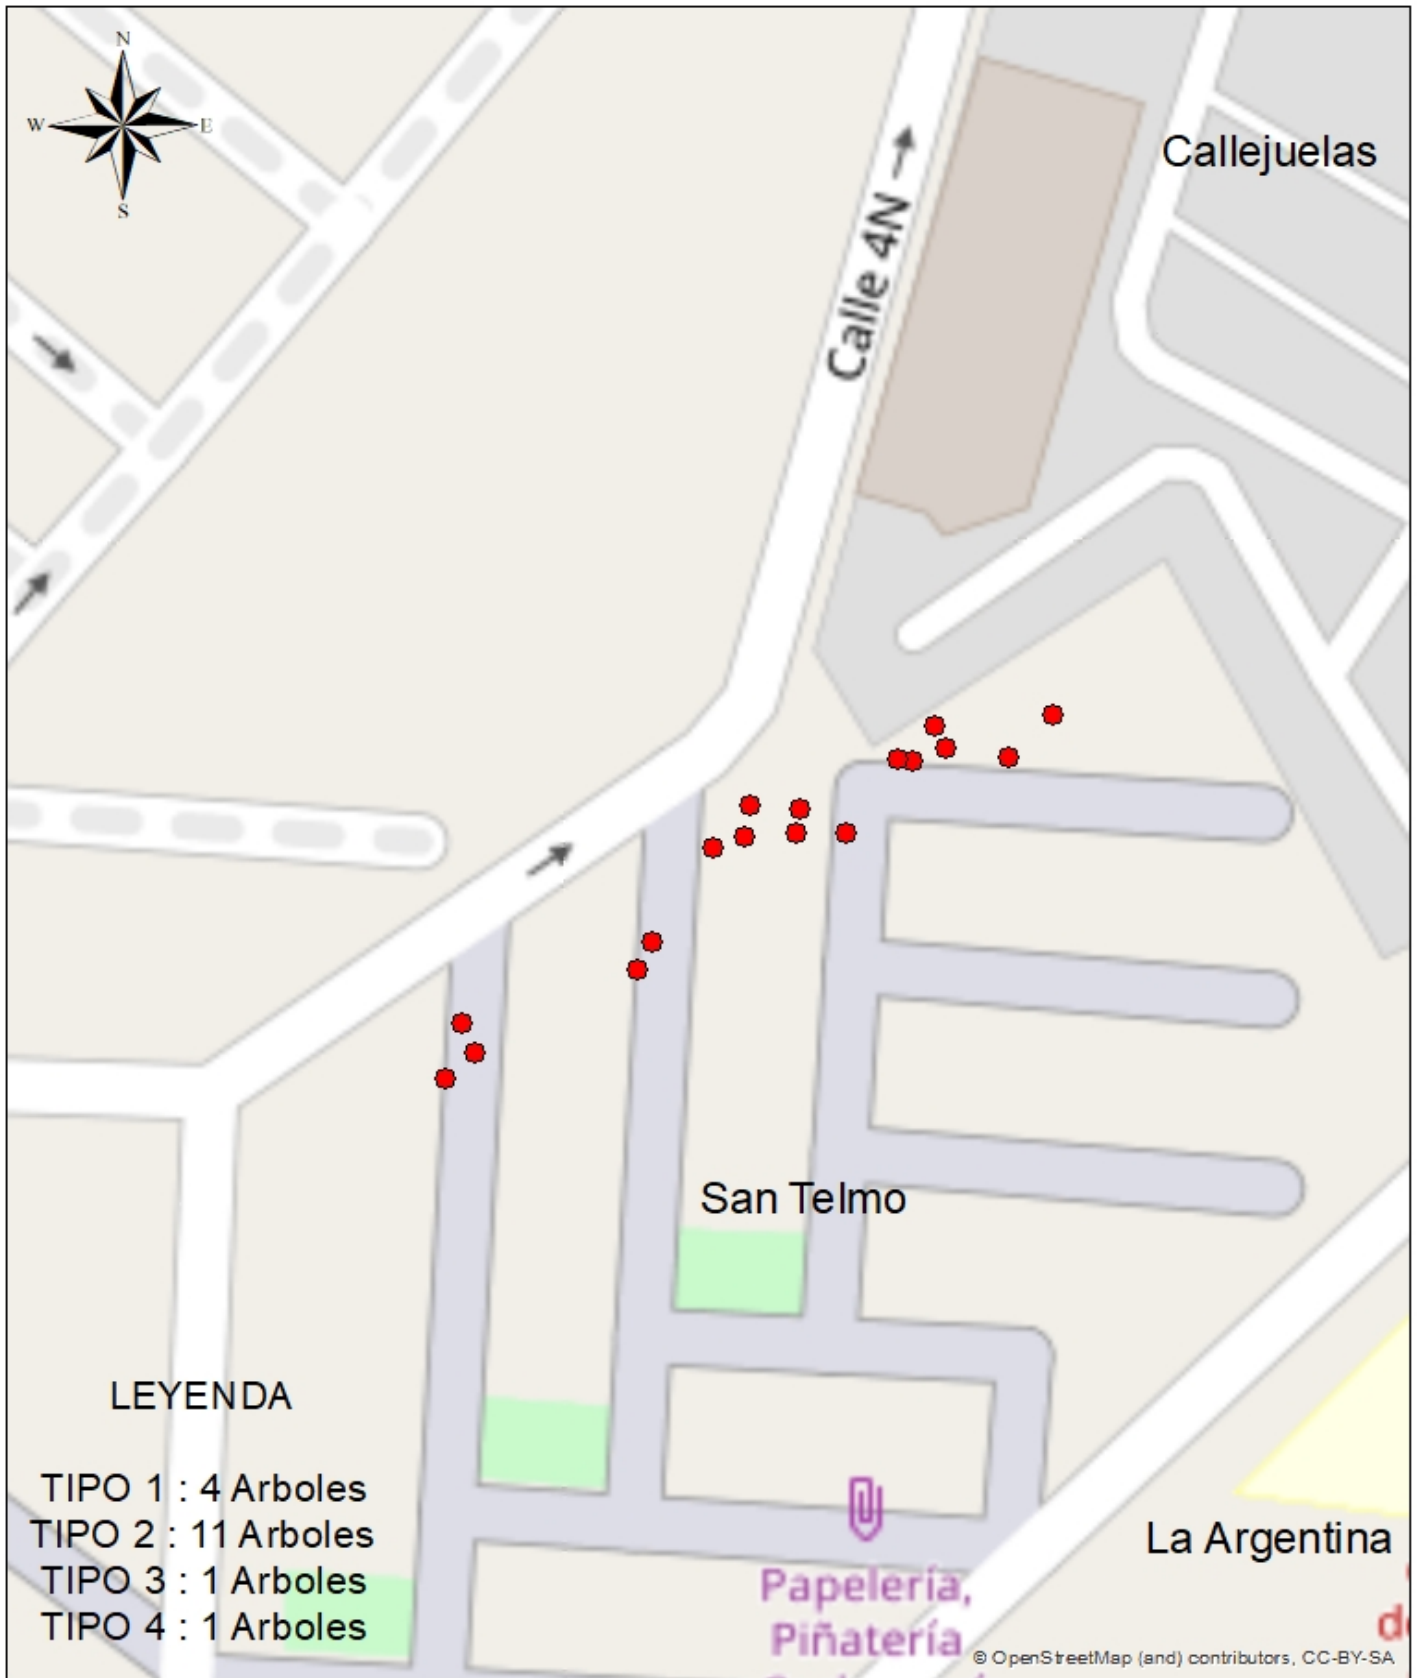 N
W E
S
Callejuelas
Calle 4N
San Telmo
LEYENDA
TIPO 1 : 4 Arboles
TIPO 2 : 11 Arboles
TIPO 3 : 1 Arboles
TIPO 4 : 1 Arboles
La Argentina
Papelería,
Piñatería
© OpenStreetMap (and) contributors, CC-BY-SA